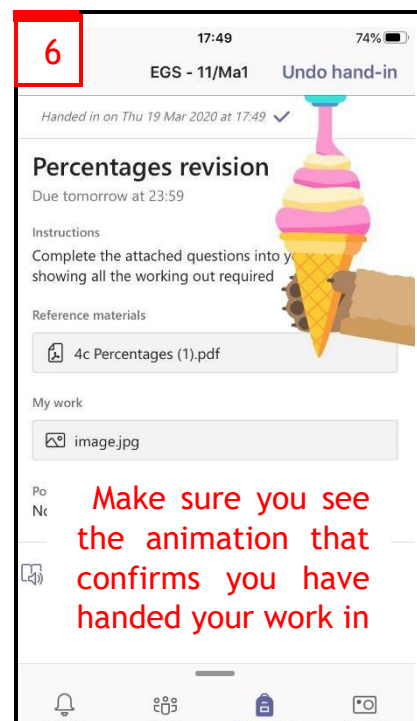 6
17:49
74%
EGS - 11/Ma1
Undo hand-in
Handed in on Thu 19 Mar 2020 at 17:49
Percentages revision
Due tomorrow at 23:59
Instructions
Complete the attached questions into
showing all the working out required
Reference materials
4c Percentages (1).pdf
My work
image.jpg
Make sure you see
the animation that
confirms you have
handed your work in